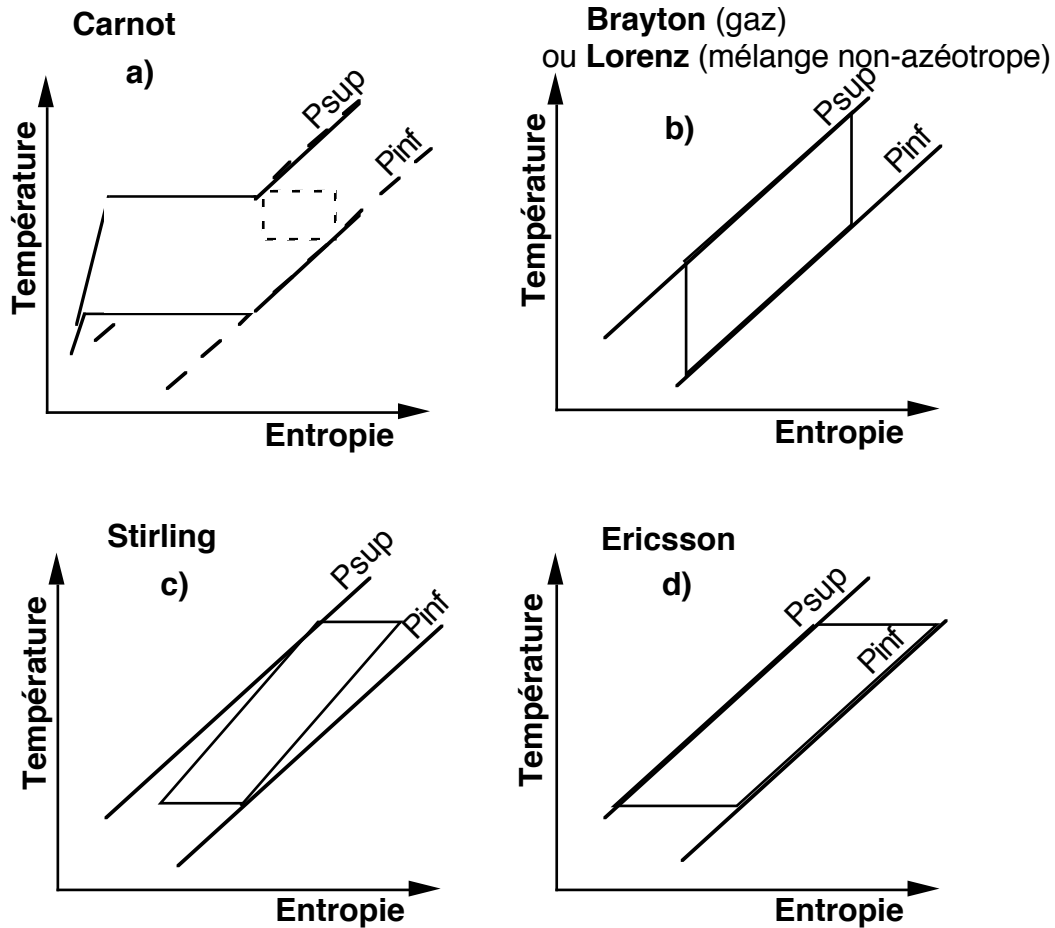 Carnot
a)
Psup
Pinf
Température
Entropie
Brayton (gaz)
ou Lorenz (mélange non-azéotrope)
b)
Psup
Pinf
Température
Entropie
Stirling
c)
Psup
Pinf
Température
Entropie
Ericsson
d)
Psup
Pinf
Température
Entropie